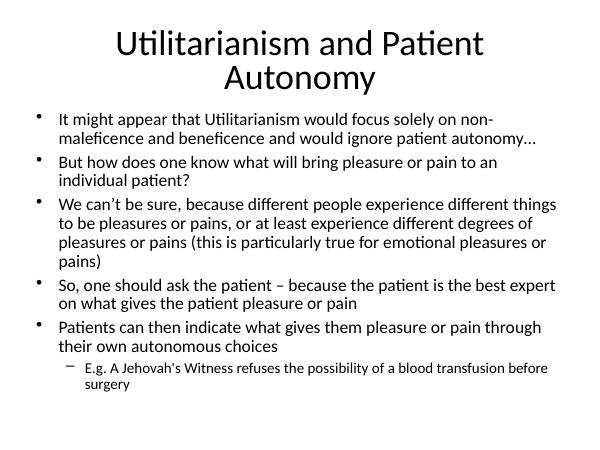 Utilitarianism and Patient
Autonomy
• It might appear that Utilitarianism would focus solely on non-
maleficence and beneficence and would ignore patient autonomy…
• But how does one know what will bring pleasure or pain to an
individual patient?
• We can’t be sure, because different people experience different things
to be pleasures or pains, or at least experience different degrees of
pleasures or pains (this is particularly true for emotional pleasures or
pains)
• So, one should ask the patient – because the patient is the best expert
on what gives the patient pleasure or pain
• Patients can then indicate what gives them pleasure or pain through
their own autonomous choices
– E.g. A Jehovah's Witness refuses the possibility of a blood transfusion before
surgery